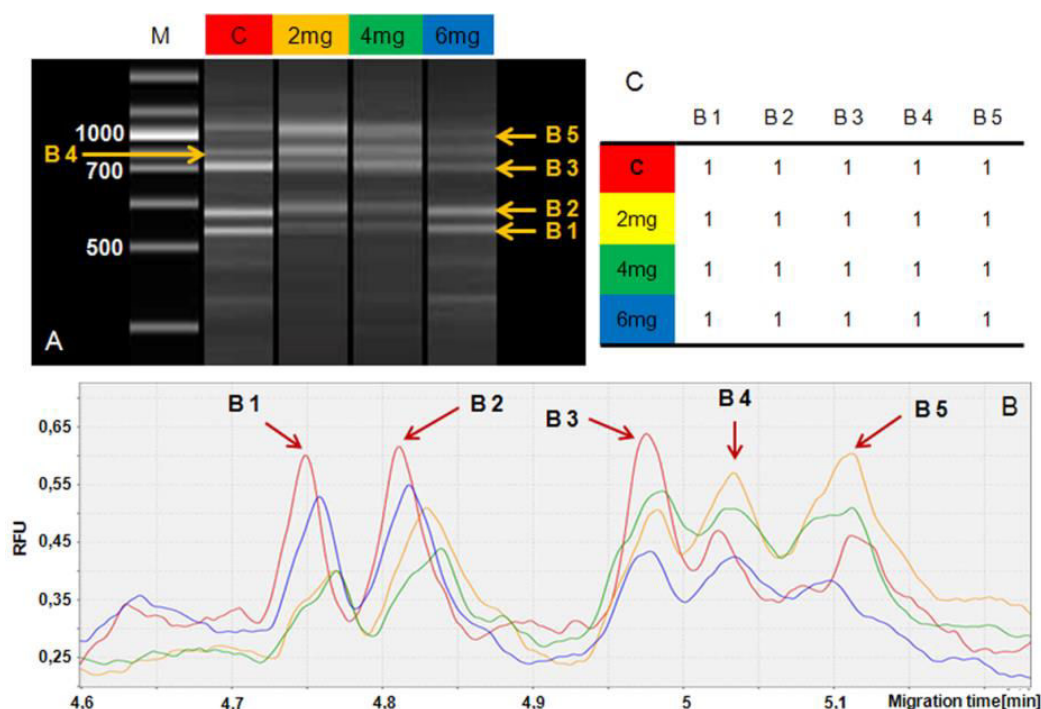 M C 2mg 4mg 6mg
1000
B 4
700
500
A
B 5
B 3
B 2
B 1
C
B 1 B 2 B 3 B 4 B 5
C 1 1 1 1 1
2mg 1 1 1 1 1
4mg 1 1 1 1 1
6mg 1 1 1 1 1
B 1 B 2 B 3 B 4 B 5 B
0,65
0,55
0,45
0,35
0,25
RFU
4.6 4.7 4.8 4.9 5 5.1 Migration time[min]